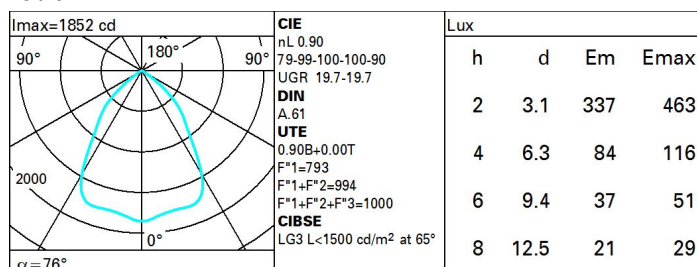 Imax=1852 cd
90° 180° 90°
2000
0°
α=76°
CIE
nL 0.90
79-99-100-100-90
UGR 19.7-19.7
DIN
A.61
UTE
0.90B+0.00T
F"1=793
F"1+F"2=994
F"1+F"2+F"3=1000
CIBSE
LG3 L<1500 cd/m² at 65°
Lux
h d Em Emax
2 3.1 337 463
4 6.3 84 116
6 9.4 37 51
8 12.5 21 29